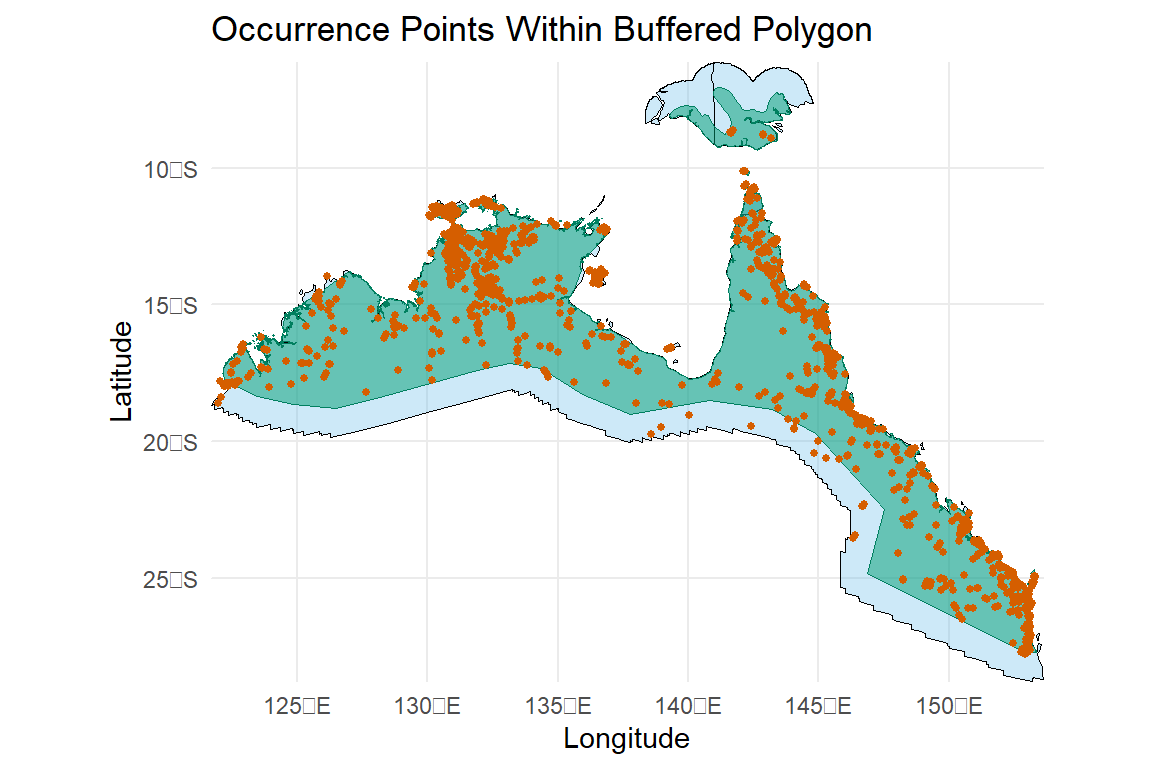 Occurrence Points Within Buffered Polygon
10□S
15□S
20□S
25□S
Latitude
125□E 130□E 135□E 140□E 145□E 150□E
Longitude